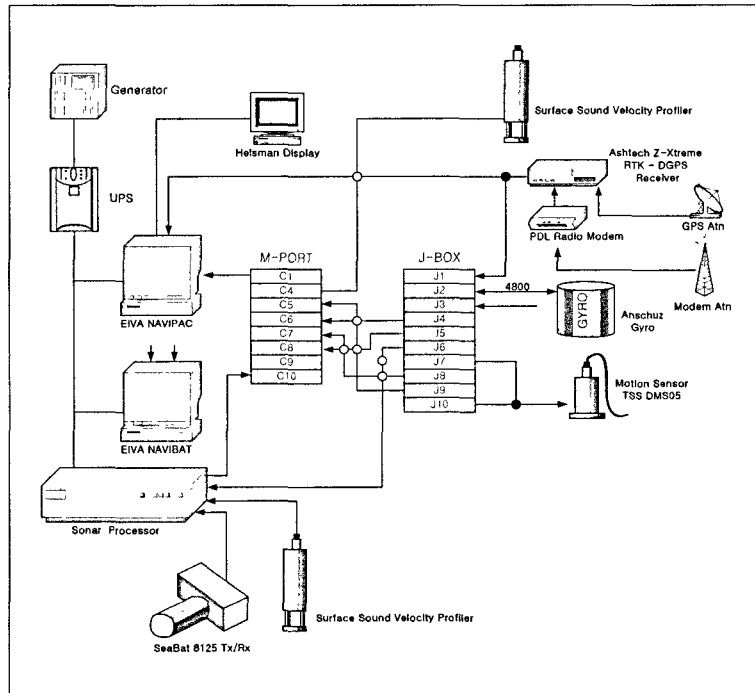 Generator
Surface Sound Velocity Profiler
Helsman Display
Ashtech Z-Xtreme
RTK - DGPS
Receiver
UPS
PDL Radio Modem
GPS Atn
M-PORT
J-BOX
C1
C4
C5
C6
C7
C8
C9
C10
J1
J2
J3
J4
J5
J6
J7
J8
J9
J10
4800
GYRO
Anschuz
Gyro
Modem Atn
EIVA NAVIPAC
Motion Sensor
TSS DMS05
EIVA NAVIBAT
Sonar Processor
Surface Sound Velocity Profiler
SeaBat 8125 Tx/Rx